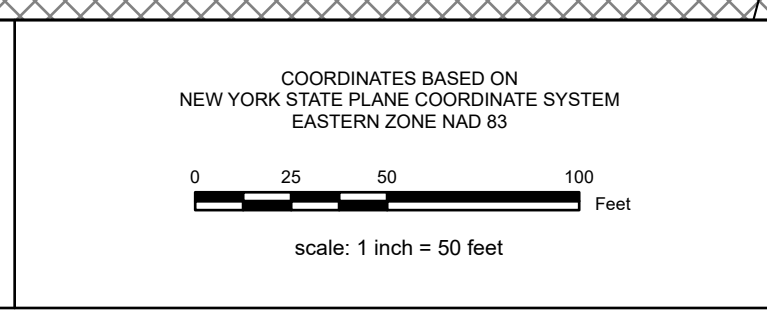 COORDINATES BASED ON
NEW YORK STATE PLANE COORDINATE SYSTEM
EASTERN ZONE NAD 83
0 25 50 100
Feet
scale: 1 inch = 50 feet